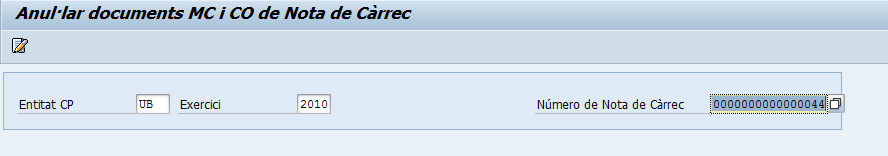 Anul·lar documents MC i CO de Nota de Càrrec
Entitat CP UB Exercici 2010 Número de Nota de Càrrec 0000000000000044